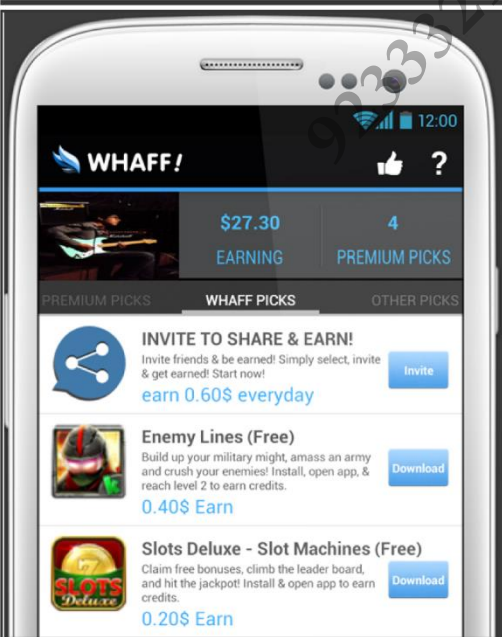 923332
12:00
WHAFF!
?
$27.30
EARNING
4
PREMIUM PICKS
PREMIUM PICKS
WHAFF PICKS
OTHER PICKS
INVITE TO SHARE & EARN!
Invite friends & be earned! Simply select, invite
& get earned! Start now!
earn 0.60$ everyday
Invite
Enemy Lines (Free)
Build up your military might, amass an army
and crush your enemies! Install, open app, &
reach level 2 to earn credits.
0.40$ Earn
Download
Slots Deluxe - Slot Machines (Free)
Claim free bonuses, climb the leader board,
and hit the jackpot! Install & open app to earn
credits.
0.20$ Earn
Download
7
SLOTS
Deluxe